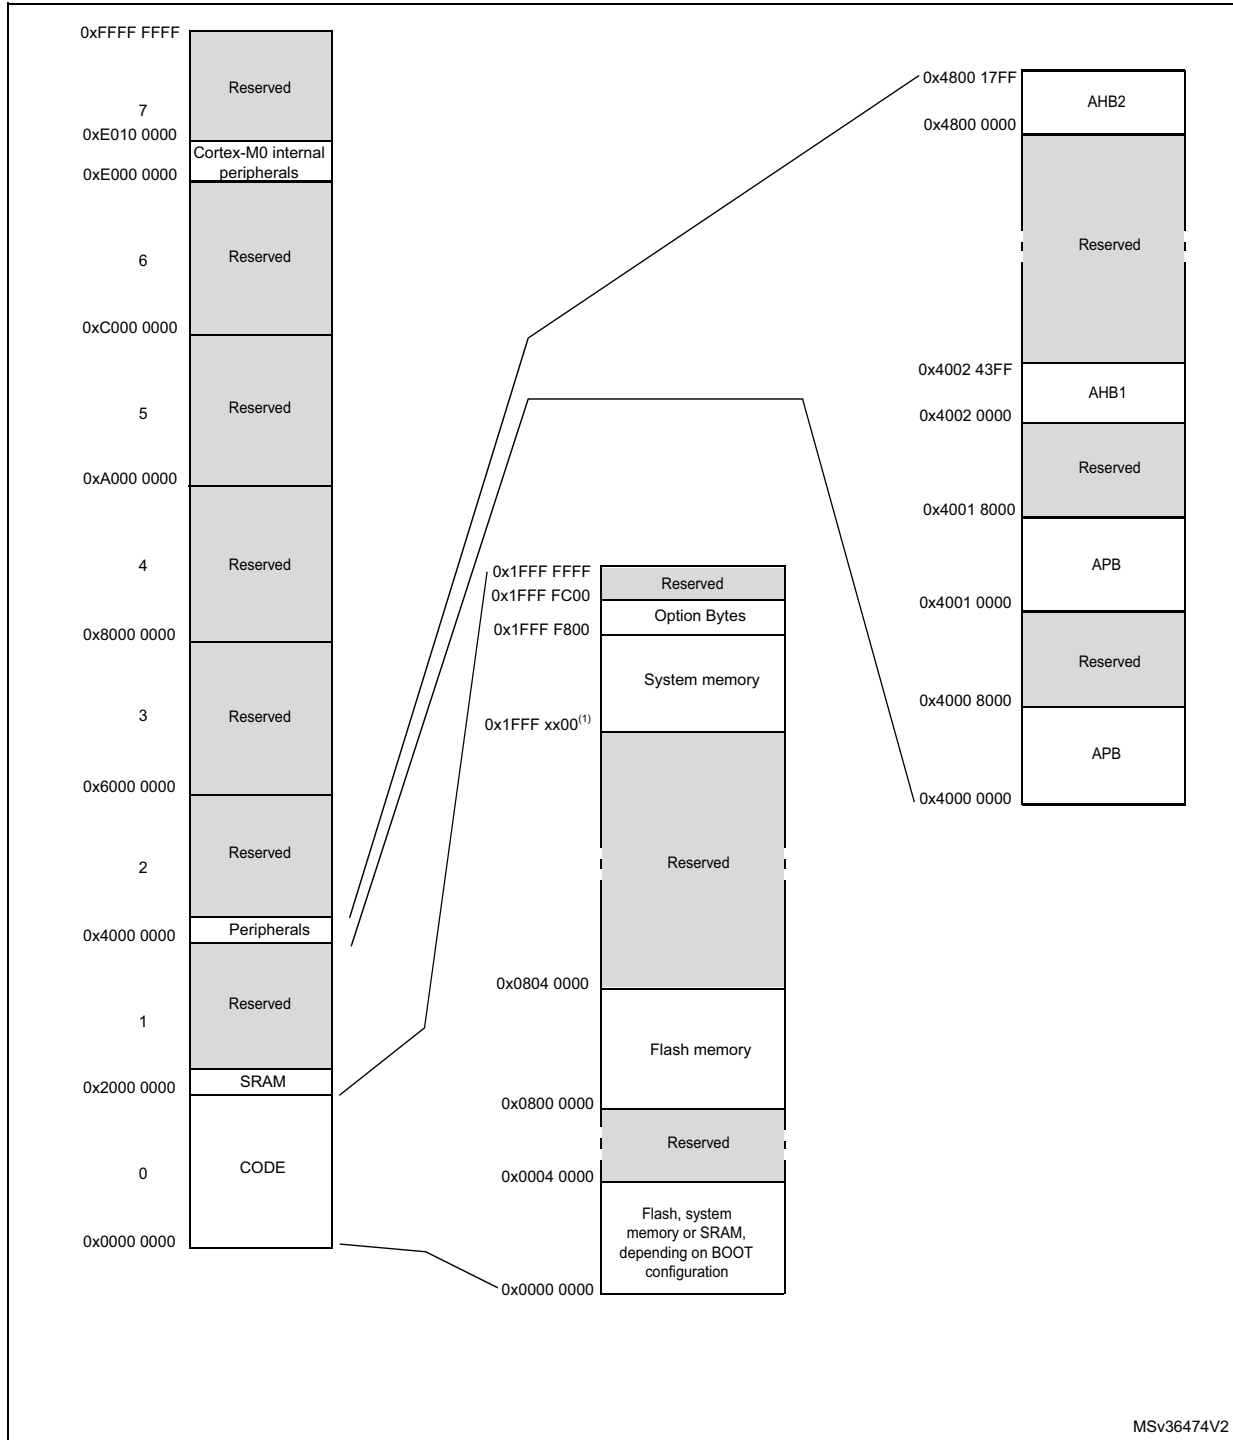 0xFFFF FFFF
Reserved
7
0xE010 0000
Cortex-M0 internal
peripherals
0xE000 0000
6
Reserved
0xC000 0000
5
Reserved
0xA000 0000
4
Reserved
0x8000 0000
3
Reserved
0x6000 0000
2
Reserved
0x4000 0000
Peripherals
1
Reserved
0x2000 0000
SRAM
0
CODE
0x0000 0000
0x1FFF FFFF
Reserved
0x1FFF FC00
Option Bytes
0x1FFF F800
System memory
0x1FFF xx00(1)
Reserved
0x0804 0000
Flash memory
0x0800 0000
Reserved
0x0004 0000
Flash, system
memory or SRAM,
depending on BOOT
configuration
0x0000 0000
0x4800 17FF
AHB2
0x4800 0000
Reserved
0x4002 43FF
AHB1
0x4002 0000
Reserved
0x4001 8000
APB
0x4001 0000
Reserved
0x4000 8000
APB
0x4000 0000
MSv36474V2